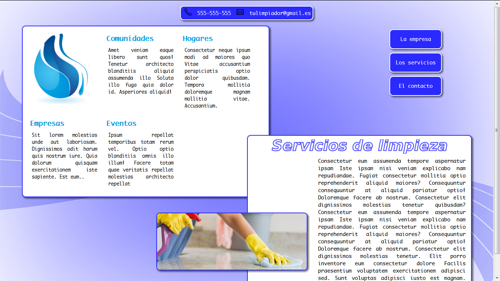 555-555-555 tulimpiador@gmail.es
La empresa
Los servicios
El contacto
Comunidades
Amet veniam eaque
libero sunt quas!
Tenetur architecto
blanditiis aliquid
assumenda illo Soluta
illo fuga quia dolor
id. Asperiores aliquid!
Hogares
Consectetur neque ipsum
modi ad maiores quo
Vitae accusantium
perspiciatis optio
dolor quibusdam.
Tempora mollitia
doloremque magnam
mollitia vitae.
Accusantium.
Empresas
Sit lorem molestias
unde aut laboriosam.
Dignissimos odit harum
quis nostrum iure. Quia
dolorum quisquam
exercitationem iste
sapiente. Est eum..
Eventos
Ipsum repellat
temporibus totam rerum
vel. Optio optio
blanditiis omnis illo
illum! Facere totam
quae veritatis repellat
molestias architecto
repellat
Servicios de limpieza
Consectetur eum assumenda tempore aspernatur
ipsam Iste ipsam nisi veniam explicabo nam
repudiandae. Fugiat consectetur mollitia optio
reprehenderit aliquid maiores? Consequuntur
consequuntur at aliquid pariatur optio!
Doloremque facere ab nostrum. Consectetur elit
dignissimos molestias tenetur quibusdam?
Consectetur eum assumenda tempore aspernatur
ipsam Iste ipsam nisi veniam explicabo nam
repudiandae. Fugiat consectetur mollitia optio
reprehenderit aliquid maiores? Consequuntur
consequuntur at aliquid pariatur optio!
Doloremque facere ab nostrum. Consectetur elit
dignissimos molestias tenetur. Elit porro
inventore eum consectetur dolore Facilis
praesentium voluptatem exercitationem adipisci
sed. Sunt voluptas adipisci tempore aspernatur
ipsam assumenda iusto est magnam.